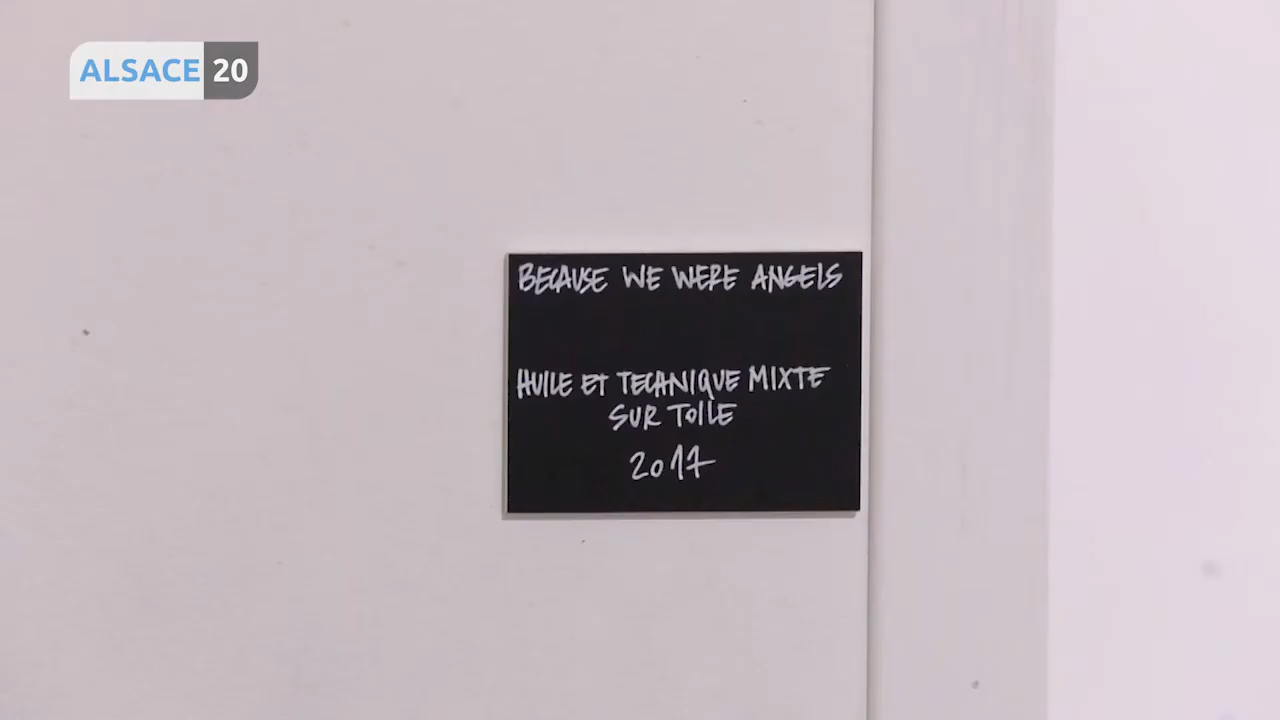 ALSACE 20
BECAUSE WE WERE ANGELS
HUILE ET TECHNIQUE MIXTE
SUR TOILE
2017